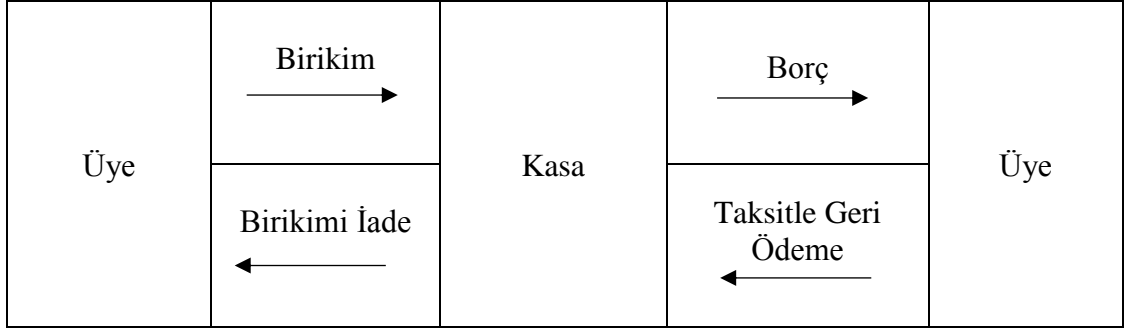 Üye
Birikim
Birikimi İade
Kasa
Borç
Taksitle Geri
Ödeme
Üye